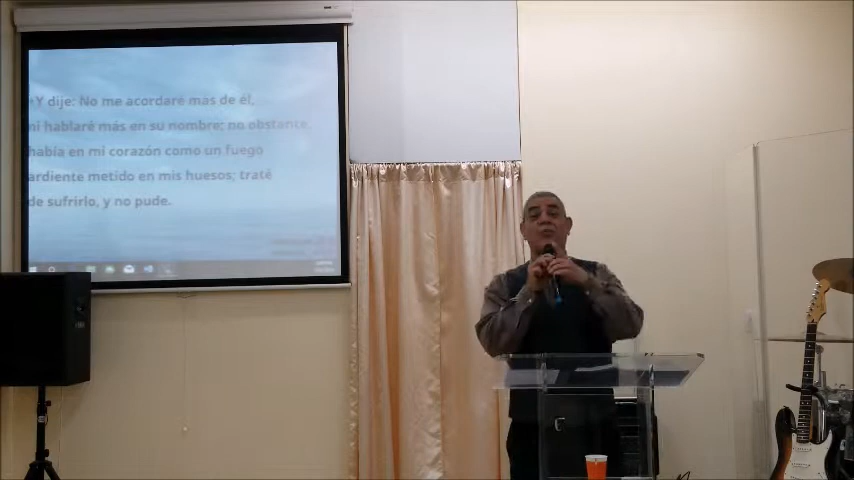 +Y dije: No me acordaré más de él,
ni hablaré más en su nombre; no obstante,
había en mi corazón como un fuego
ardiente metido en mis huesos; traté
de sufrirlo, y no pude.